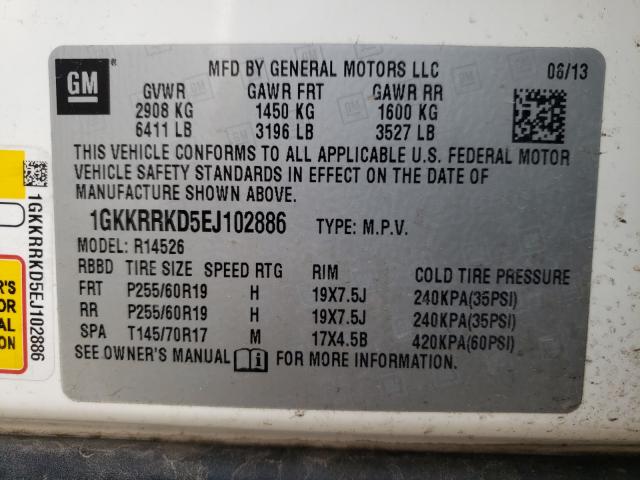 GM
MFD BY GENERAL MOTORS LLC 06/13
GVWR GAWR FRT GAWR RR
2908 KG 1450 KG 1600 KG
6411 LB 3196 LB 3527 LB
THIS VEHICLE CONFORMS TO ALL APPLICABLE U.S. FEDERAL MOTOR
VEHICLE SAFETY STANDARDS IN EFFECT ON THE DATE OF
MANUFACTURE SHOWN ABOVE.
1GKKRRKD5EJ102886 TYPE: M.P.V.
MODEL: R14526
RBBD TIRE SIZE SPEED RTG RIM COLD TIRE PRESSURE
FRT P255/60R19 H 19X7.5J 240KPA(35PSI)
RR P255/60R19 H 19X7.5J 240KPA(35PSI)
SPA T145/70R17 M 17X4.5B 420KPA(60PSI)
SEE OWNER'S MANUAL FOR MORE INFORMATION.
1GKKRRKD5EJ102886
R'S
OR
AL
N.